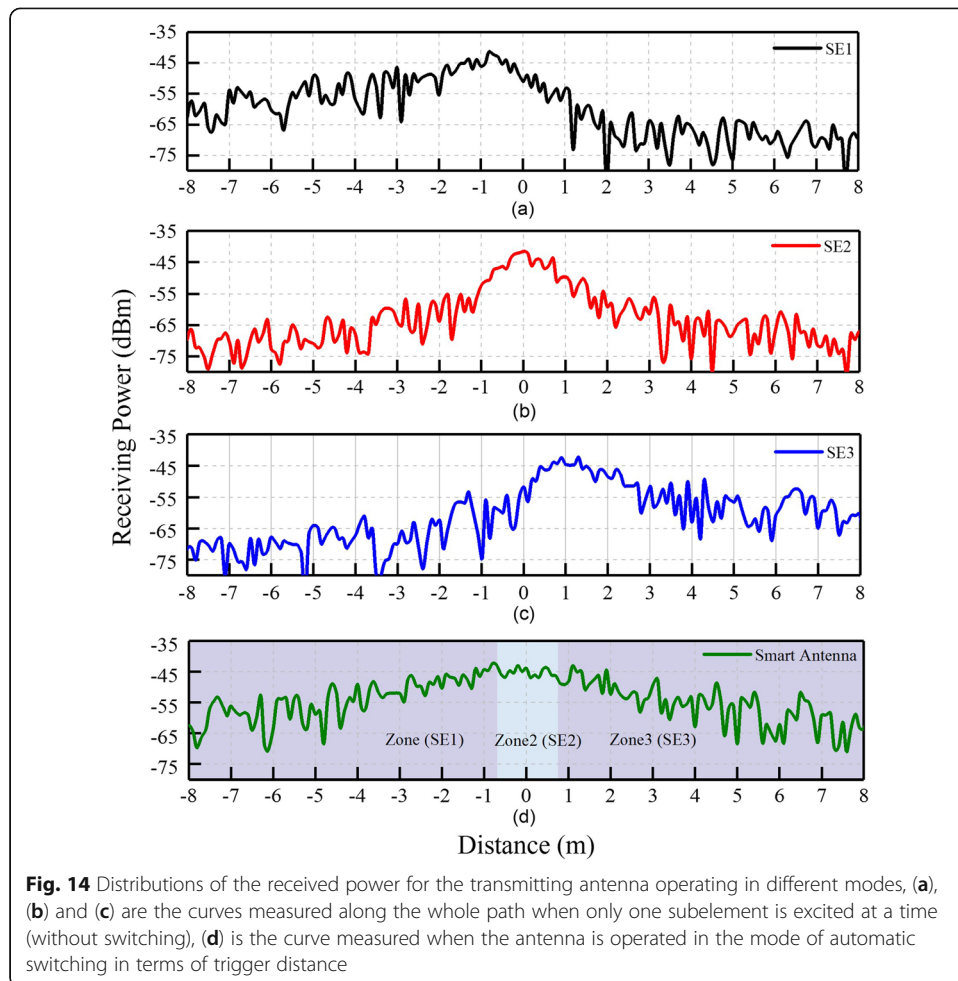 Receiving Power (dBm)
-35
-45
-55
-65
-75
SE1
-8 -7 -6 -5 -4 -3 -2 -1 0 1 2 3 4 5 6 7 8
(a)
-35
-45
-55
-65
-75
SE2
-8 -7 -6 -5 -4 -3 -2 -1 0 1 2 3 4 5 6 7 8
(b)
-35
-45
-55
-65
-75
SE3
-8 -7 -6 -5 -4 -3 -2 -1 0 1 2 3 4 5 6 7 8
(c)
-35
-45
-55
-65
-75
Smart Antenna
Zone (SE1) Zone2 (SE2) Zone3 (SE3)
-8 -7 -6 -5 -4 -3 -2 -1 0 1 2 3 4 5 6 7 8
(d)
Distance (m)
Fig. 14 Distributions of the received power for the transmitting antenna operating in different modes, (a),
(b) and (c) are the curves measured along the whole path when only one subelement is excited at a time
(without switching), (d) is the curve measured when the antenna is operated in the mode of automatic
switching in terms of trigger distance